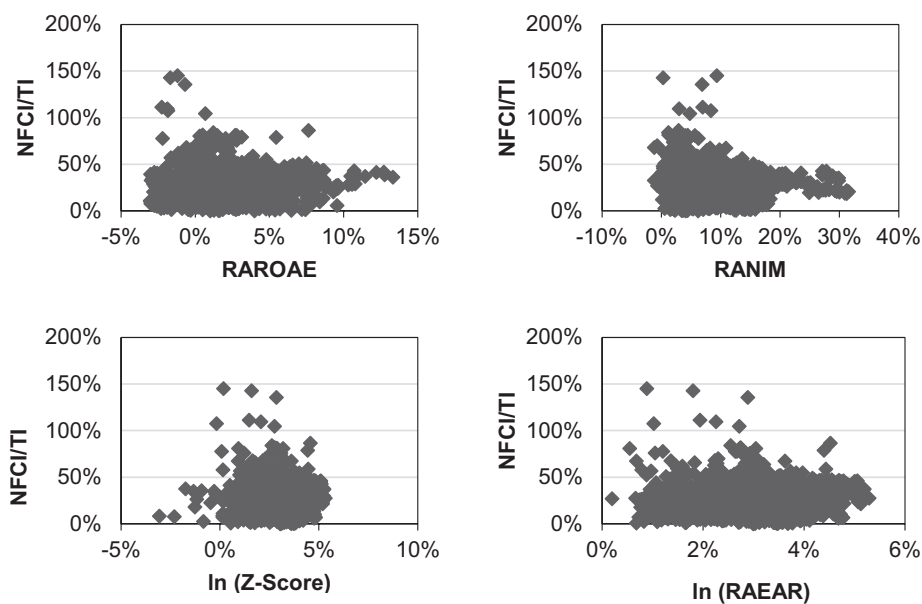 200%
150%
100%
50%
0%
NFCI/TI
-5% 0% 5% 10% 15%
RAROAE
200%
150%
100%
50%
0%
NFCI/TI
-10% 0% 10% 20% 30% 40%
RANIM
200%
150%
100%
50%
0%
NFCI/TI
-5% 0% 5% 10%
ln (Z-Score)
200%
150%
100%
50%
0%
NFCI/TI
0% 2% 4% 6%
ln (RAEAR)